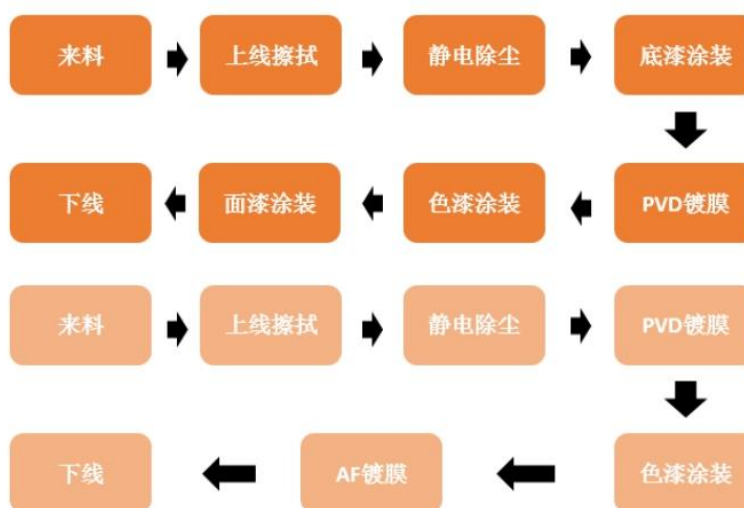 来料
上线擦拭
静电除尘
底漆涂装
下线
面漆涂装
色漆涂装
PVD镀膜
来料
上线擦拭
静电除尘
PVD镀膜
下线
AF镀膜
色漆涂装